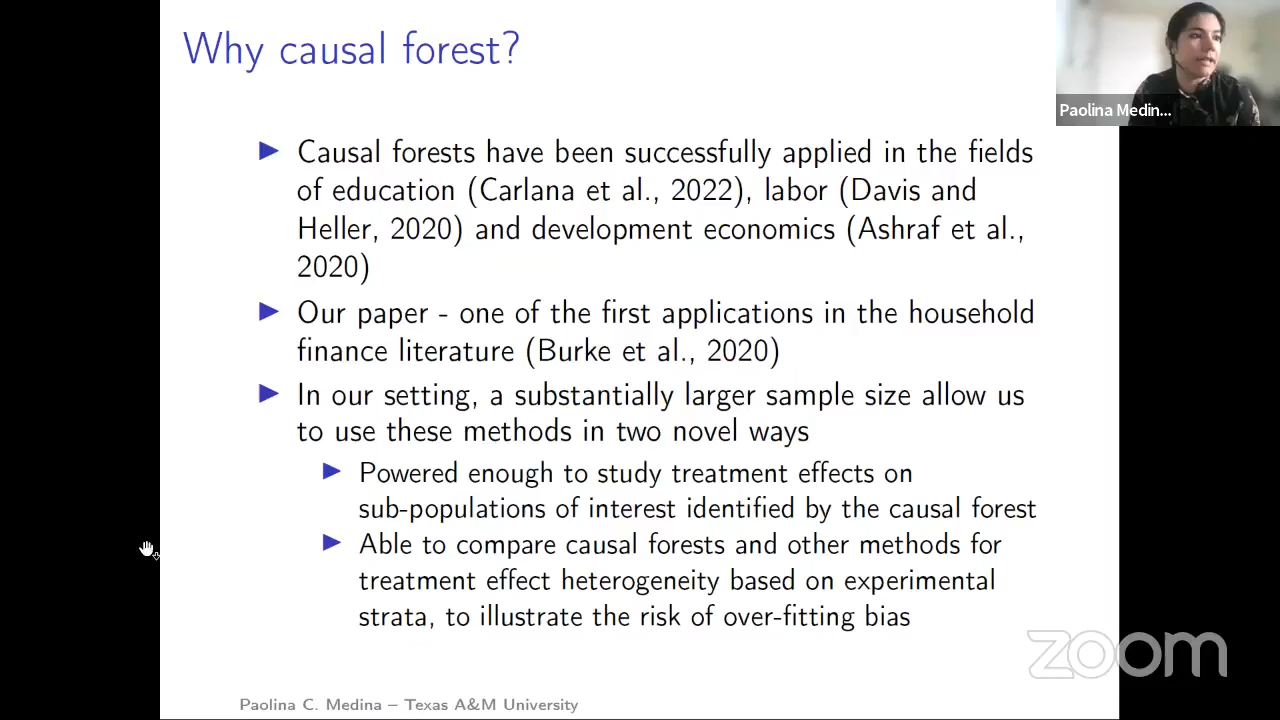 Why causal forest?
Paolina Medin...
Causal forests have been successfully applied in the fields
of education (Carlana et al., 2022), labor (Davis and
Heller, 2020) and development economics (Ashraf et al.,
2020)
Our paper - one of the first applications in the household
finance literature (Burke et al., 2020)
In our setting, a substantially larger sample size allow us
to use these methods in two novel ways
Powered enough to study treatment effects on
sub-populations of interest identified by the causal forest
Able to compare causal forests and other methods for
treatment effect heterogeneity based on experimental
strata, to illustrate the risk of over-fitting bias
zoom
Paolina C. Medina – Texas A&M University